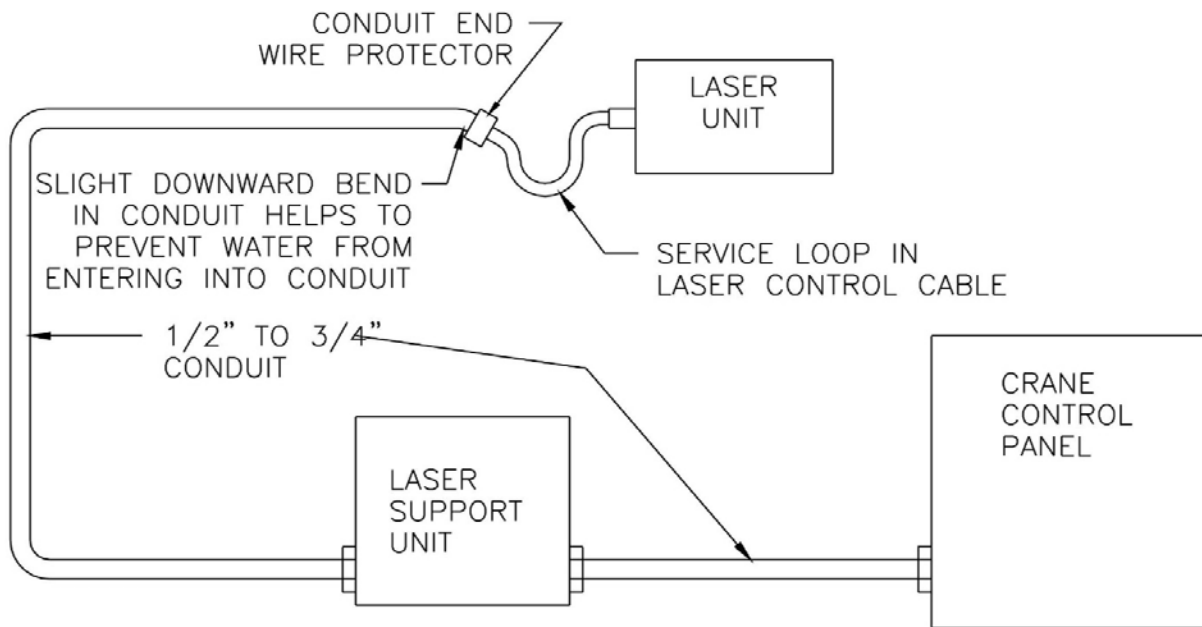 CONDUIT END
WIRE PROTECTOR
LASER
UNIT
SLIGHT DOWNWARD BEND
IN CONDUIT HELPS TO
PREVENT WATER FROM
ENTERING INTO CONDUIT
SERVICE LOOP IN
LASER CONTROL CABLE
1/2” TO 3/4”
CONDUIT
CRANE
CONTROL
PANEL
LASER
SUPPORT
UNIT